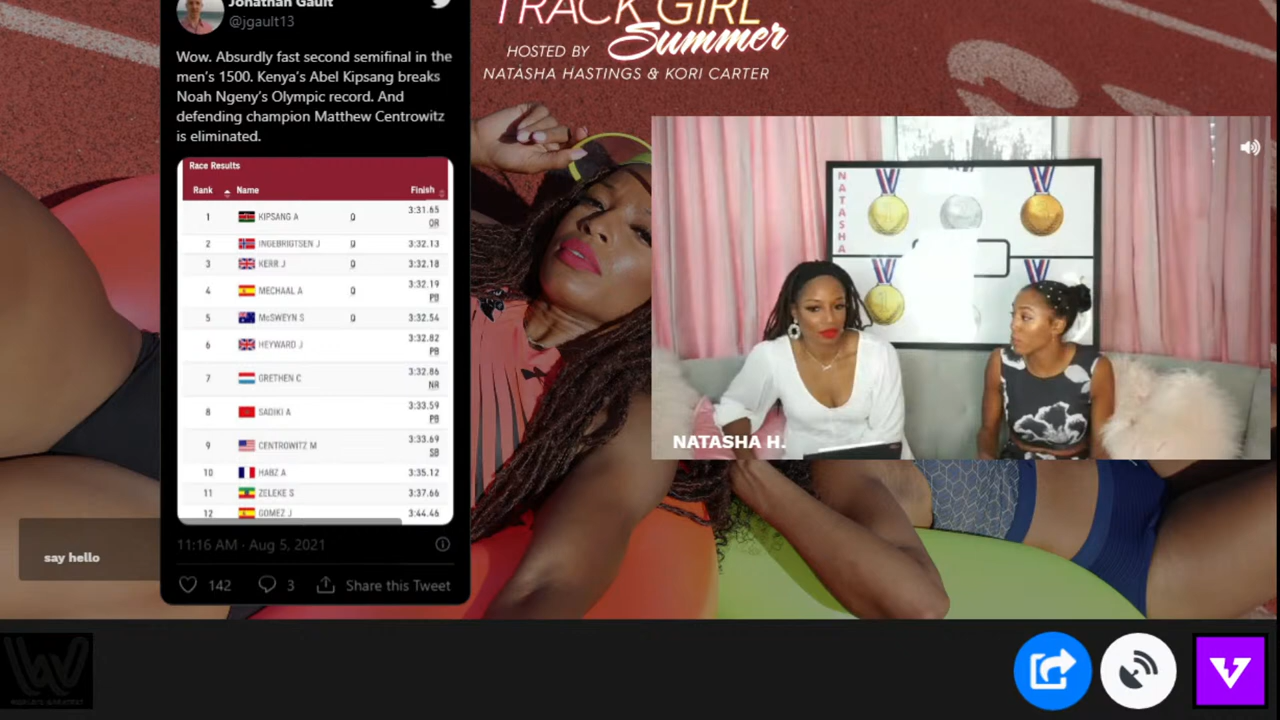 Jonathan Gault
@jgault13
Wow. Absurdly fast second semifinal in the
men's 1500. Kenya's Abel Kipsang breaks
Noah Ngeny's Olympic record. And
defending champion Matthew Centrowitz
is eliminated.
Race Results
Rank Name Finish
1 KIPSANG A Q 3:31.65
OR
2 INGEBRIGTSEN J Q 3:32.13
3 KERR J Q 3:32.18
4 MECHAAL A Q 3:32.19
PB
5 McSWEYN S Q 3:32.54
6 HEYWARD J 3:32.82
PB
7 GRETHEN C 3:32.86
NR
8 SADIKI A 3:33.59
PB
9 CENTROWITZ M 3:33.69
SB
10 HABZ A 3:35.12
11 ZELEKE S 3:37.66
12 GOMEZ J 3:44.46
11:16 AM · Aug 5, 2021
142 3 Share this Tweet
say hello
TRACK GIRL
Summer
HOSTED BY
NATASHA HASTINGS & KORI CARTER
NATASHA
NATASHA H.